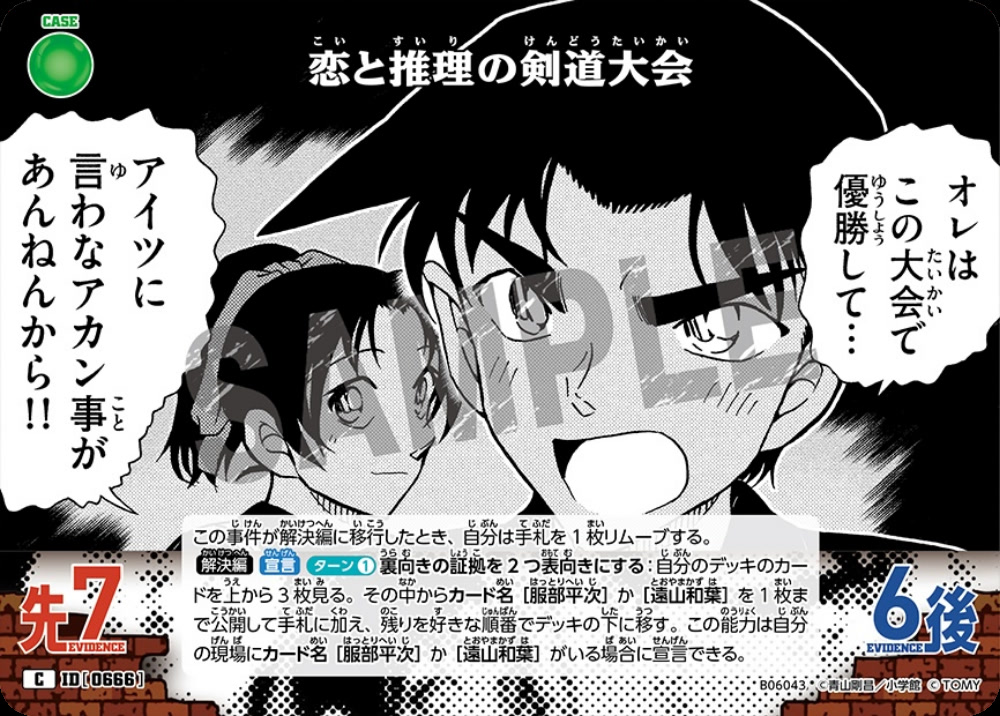 CASE
恋と推理の剣道大会
オレは
この大会で
優勝して…
アイツに
言わなアカン事が
あんねんから!!
SAMPLE
この事件が解決編に移行したとき、自分は手札を1枚リムーブする。
解決編 宣言 ターン1 裏向きの証拠を2つ表向きにする：自分のデッキのカー
ドを上から3枚見る。その中からカード名［服部平次］か［遠山和葉］を1枚ま
で公開して手札に加え、残りを好きな順番でデッキの下に移す。この能力は自分
の現場にカード名［服部平次］か［遠山和葉］がいる場合に宣言できる。
先7
EVIDENCE
6後
EVIDENCE
C ID[0666]
B06043 ©青山剛昌／小学館 © TOMY